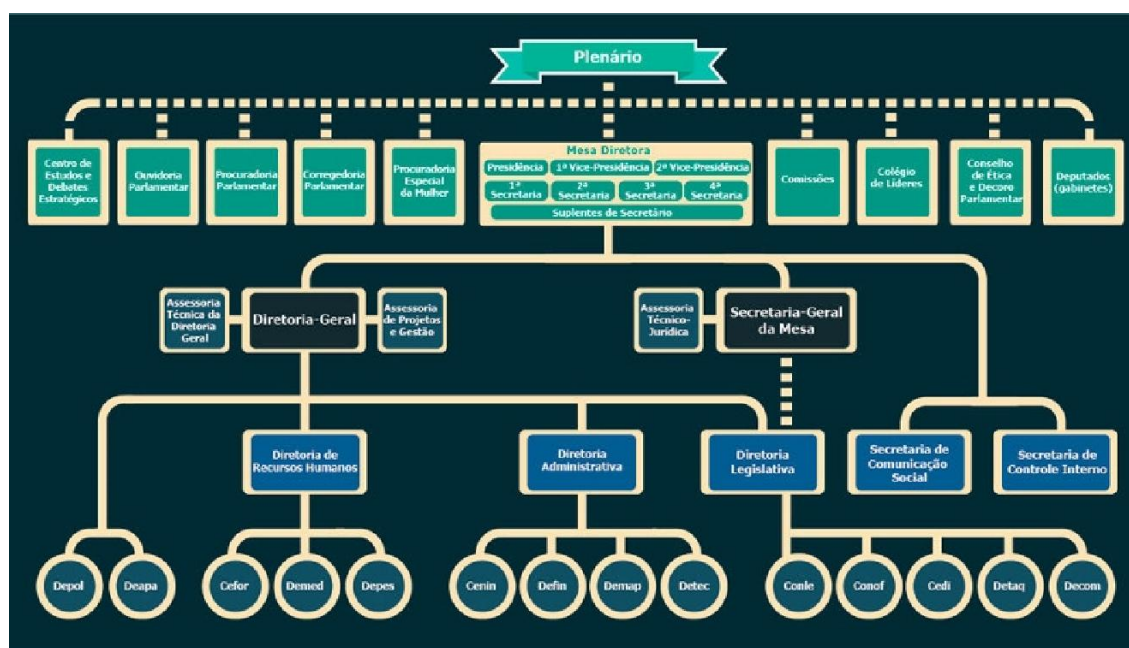 Plenário
Centro de
Estudos e
Debates
Estratégicos
Ouvidoria
Parlamentar
Procuradoria
Parlamentar
Corregedoria
Parlamentar
Procuradoria
Especial
da Mulher
Mesa Diretora
Presidência
1ª Vice-Presidência
2ª Vice-Presidência
1ª
Secretaria
2ª
Secretaria
3ª
Secretaria
4ª
Secretaria
Suplentes de Secretário
Comissões
Colégio
de Líderes
Conselho
de Ética
e Decoro
Parlamentar
Deputados
(gabinetes)
Assessoria
Técnica da
Diretoria
Geral
Diretoria-Geral
Assessoria
de Projetos
e Gestão
Assessoria
Técnico-
Jurídica
Secretaria-Geral
da Mesa
Diretoria de
Recursos Humanos
Diretoria
Administrativa
Diretoria
Legislativa
Secretaria de
Comunicação
Social
Secretaria de
Controle Interno
Depol
Deapa
Cefor
Demed
Depes
Cenin
Defin
Demap
Detec
Conle
Conof
Cedi
Detaq
Decom